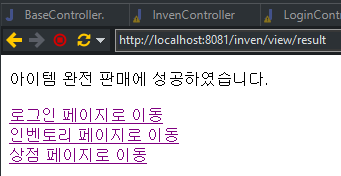 BaseController.
InvenController
LoginCont
http://localhost:8081/inven/view/result
아이템 완전 판매에 성공하였습니다.
로그인 페이지로 이동
인벤토리 페이지로 이동
상점 페이지로 이동